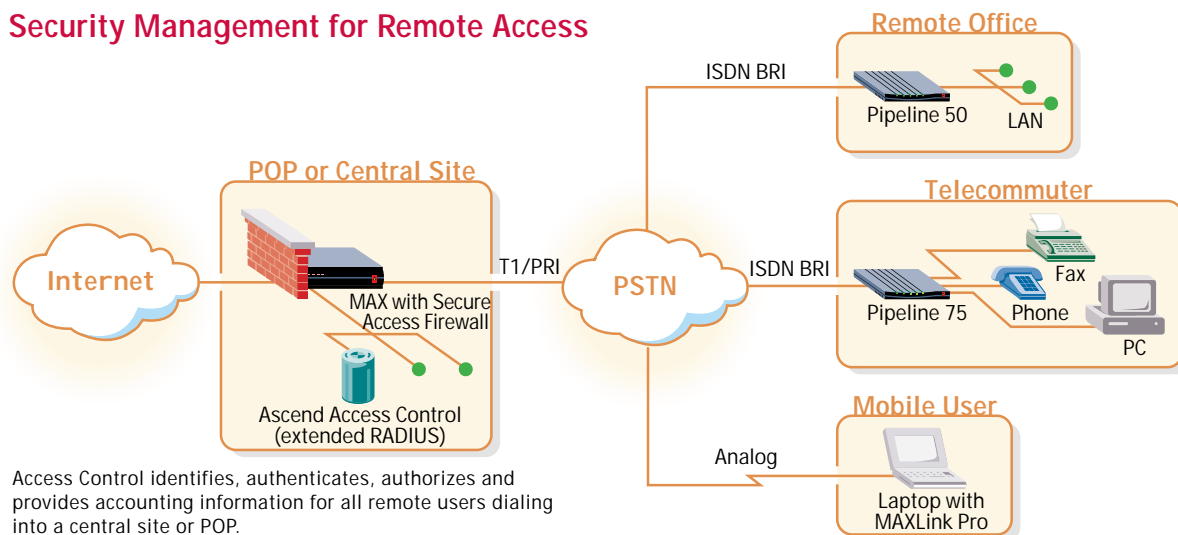 Security Management for Remote Access
Remote Office
ISDN BRI
Pipeline 50
LAN
POP or Central Site
Internet
MAX with Secure
Access Firewall
Ascend Access Control
(extended RADIUS)
T1/PRI
PSTN
Telecommuter
ISDN BRI
Pipeline 75
Fax
Phone
PC
Mobile User
Analog
Laptop with
MAXLink Pro
Access Control identifies, authenticates, authorizes and
provides accounting information for all remote users dialing
into a central site or POP.